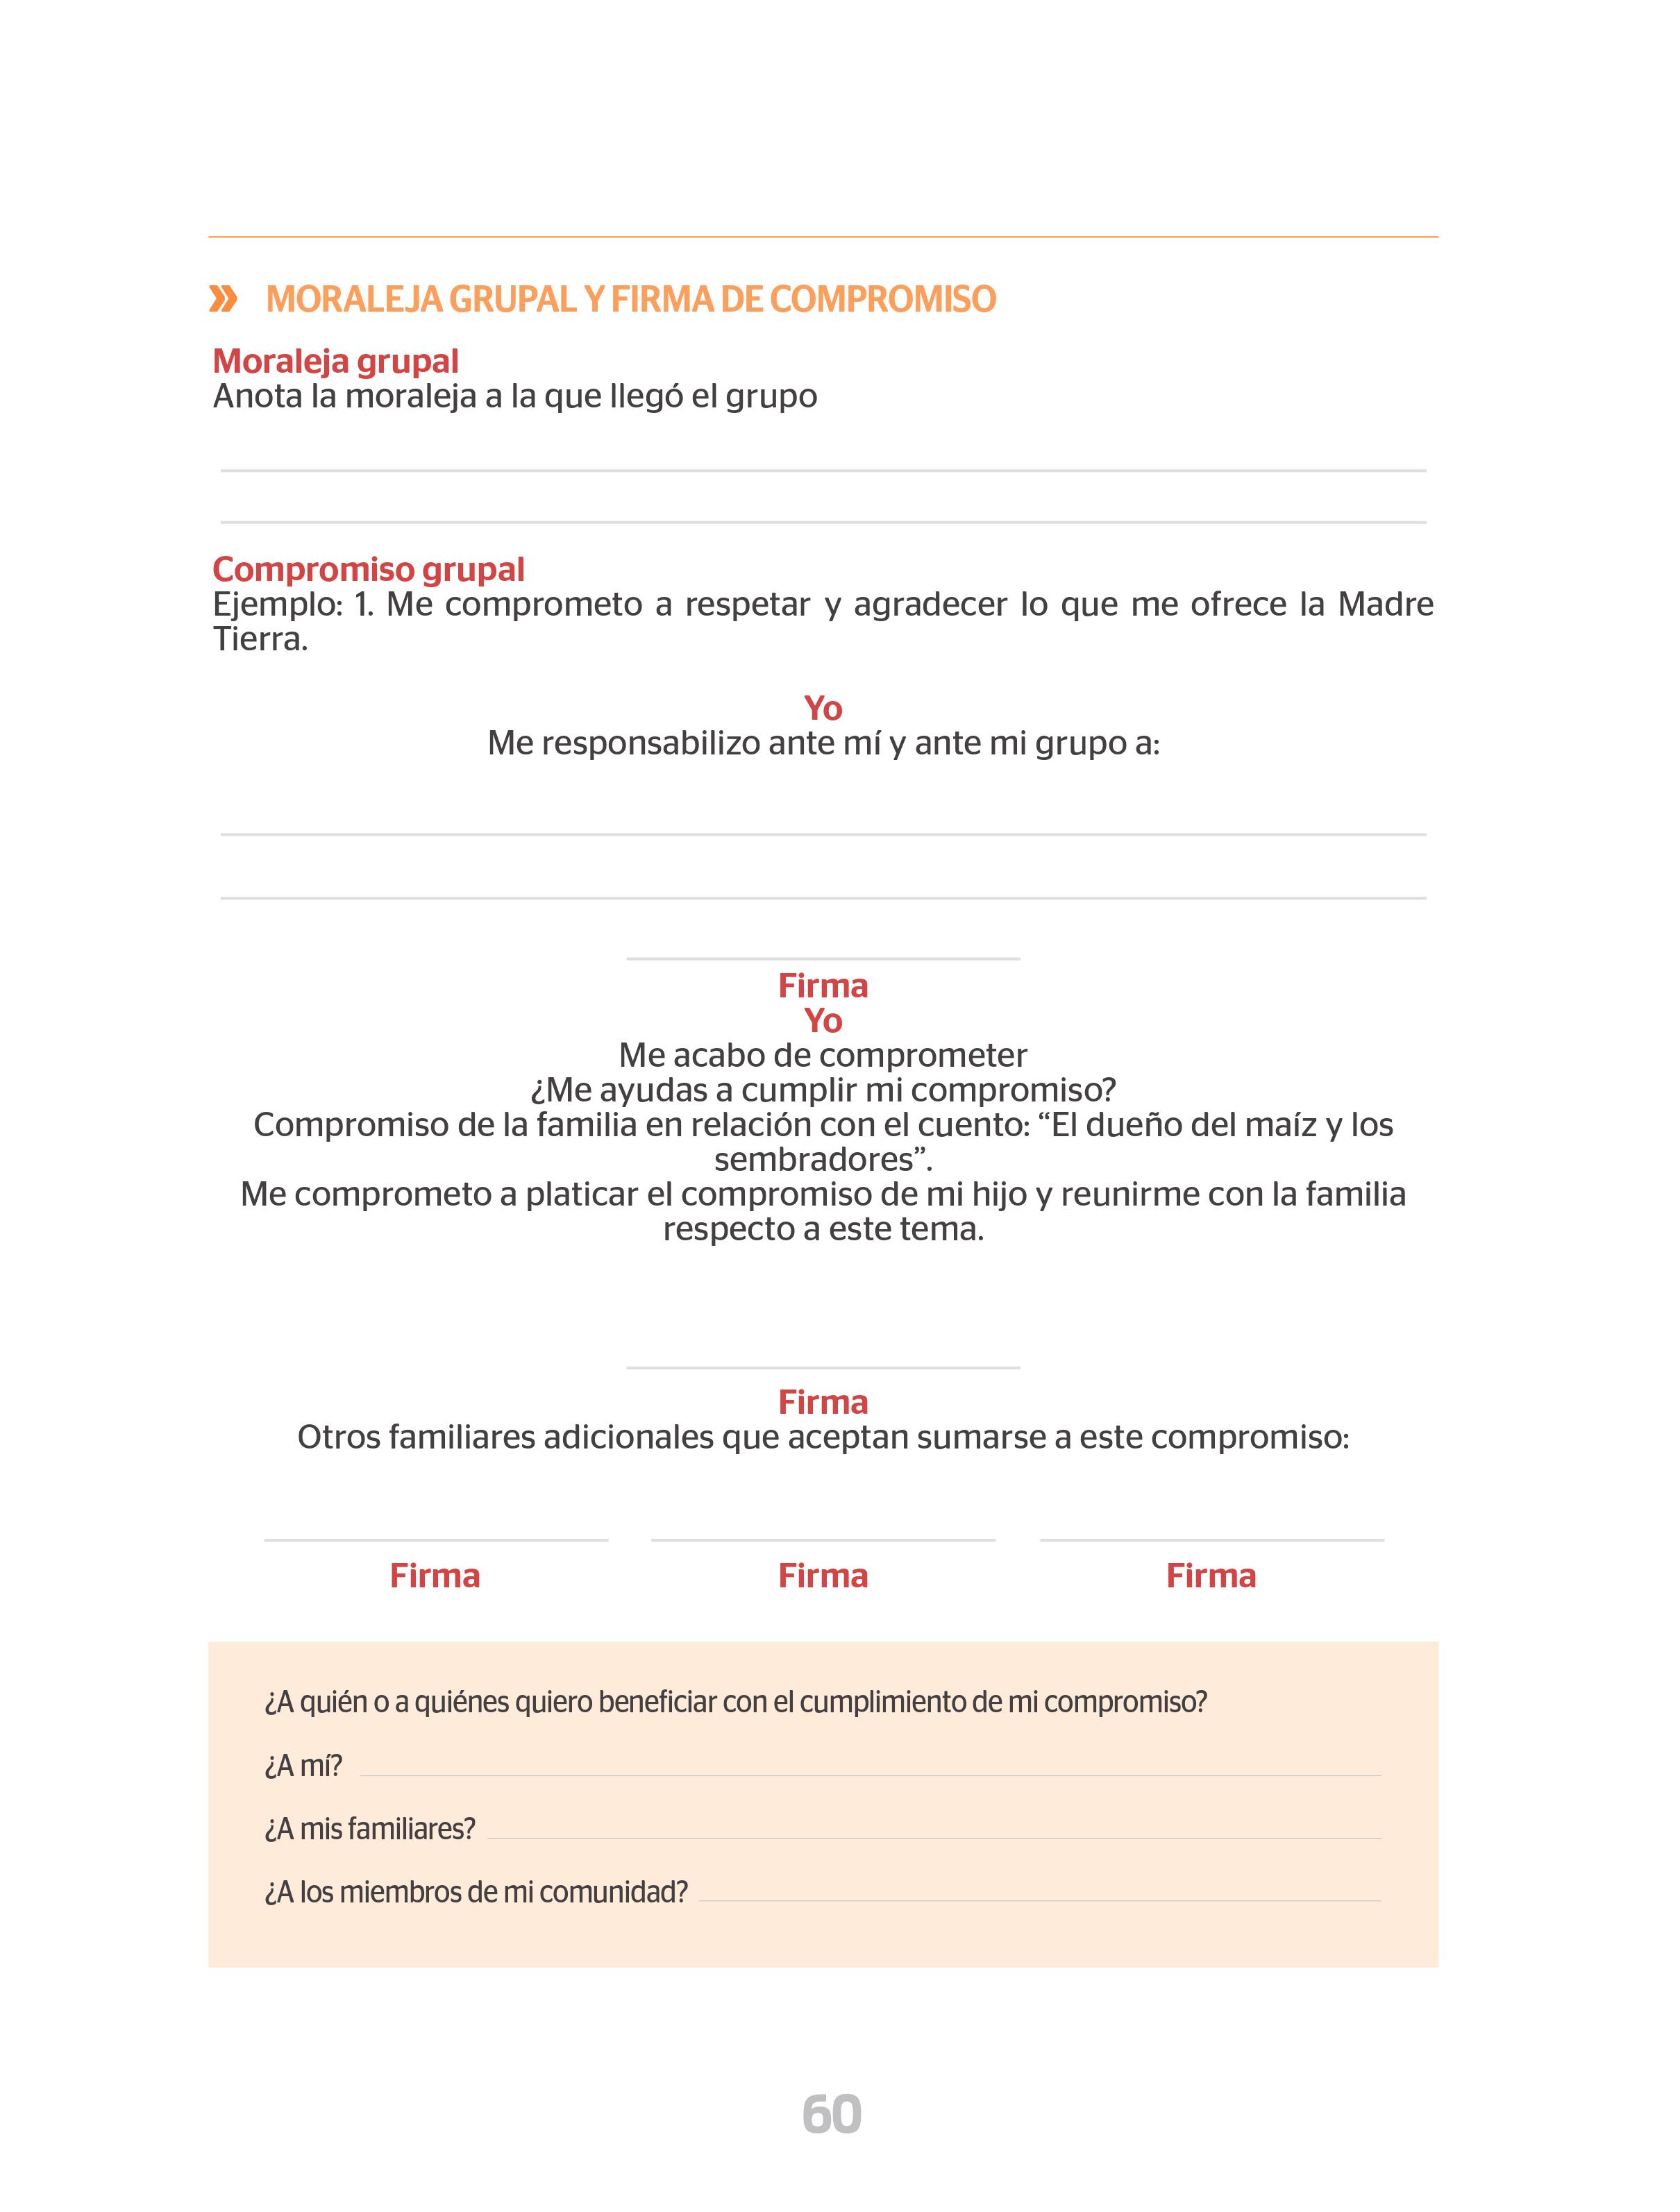 » MORALEJA GRUPAL Y FIRMA DE COMPROMISO
Moraleja grupal
Anota la moraleja a la que llegó el grupo
Compromiso grupal
Ejemplo: 1. Me comprometo a respetar y agradecer lo que me ofrece la Madre
Tierra.
Yo
Me responsabilizo ante mí y ante mi grupo a:
Firma
Yo
Me acabo de comprometer
¿Me ayudas a cumplir mi compromiso?
Compromiso de la familia en relación con el cuento: “El dueño del maíz y los
sembradores”.
Me comprometo a platicar el compromiso de mi hijo y reunirme con la familia
respecto a este tema.
Firma
Otros familiares adicionales que aceptan sumarse a este compromiso:
Firma Firma Firma
¿A quién o a quiénes quiero beneficiar con el cumplimiento de mi compromiso?
¿A mí?
¿A mis familiares?
¿A los miembros de mi comunidad?
60